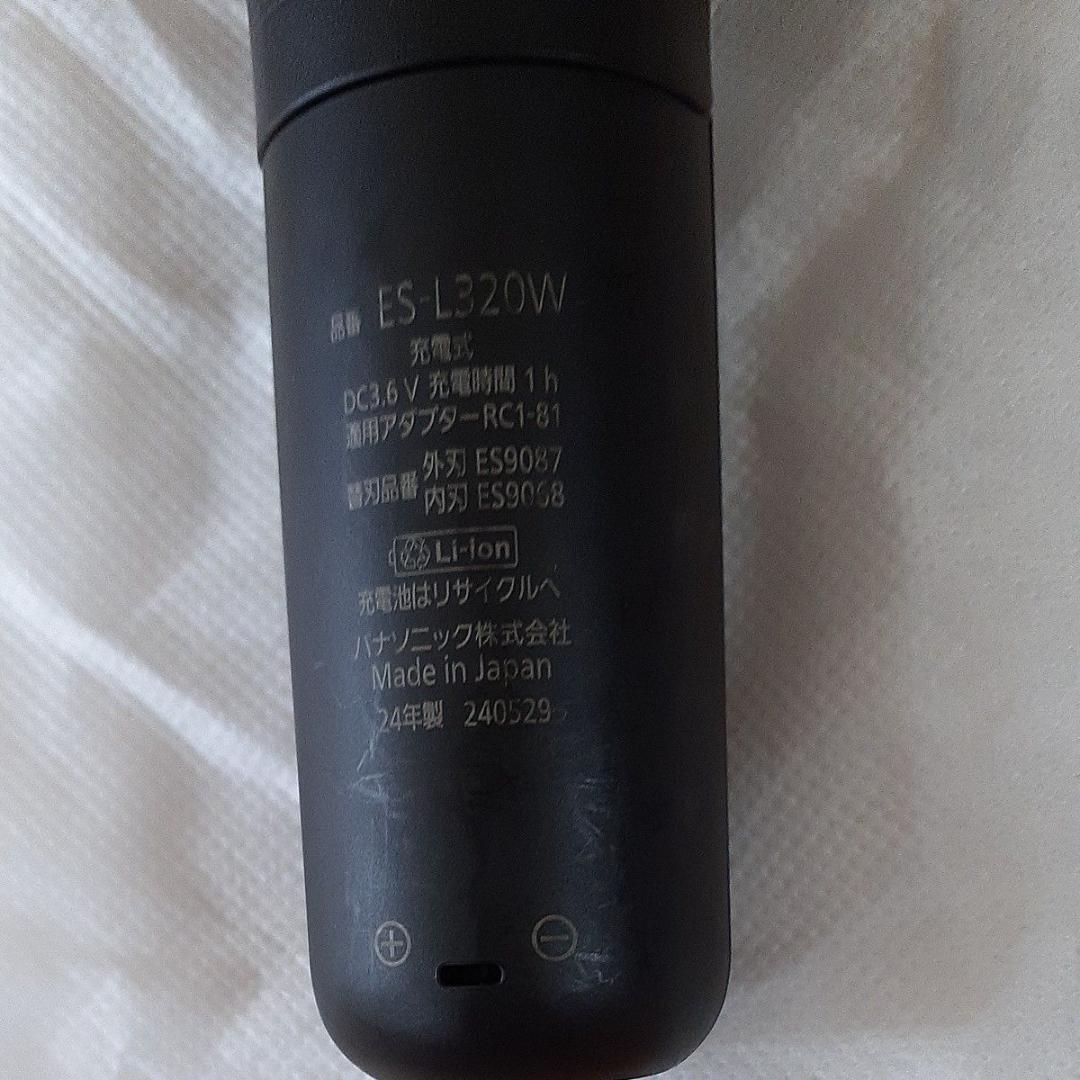 品番 ES-L320W
充電式
DC3.6V 充電時間 1h
適用アダプター RC1-81
替刃品番 外刃 ES9087
内刃 ES9068
Li-ion
充電池はリサイクルへ
パナソニック株式会社
Made in Japan
24年製 240529